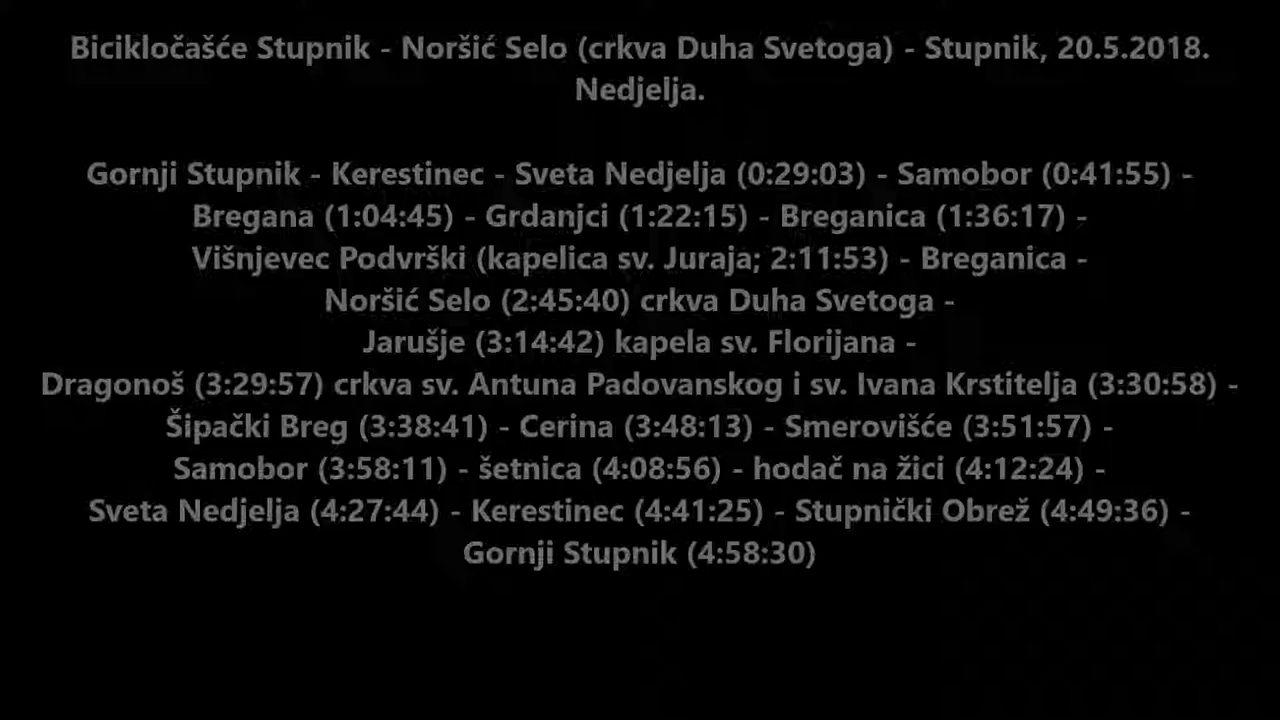 Bicikločašće Stupnik - Noršić Selo (crkva Duha Svetoga) - Stupnik, 20.5.2018.
Nedjelja.
Gornji Stupnik - Kerestinec - Sveta Nedjelja (0:29:03) - Samobor (0:41:55) -
Bregana (1:04:45) - Grdanjci (1:22:15) - Breganica (1:36:17) -
Višnjevec Podvrški (kapelica sv. Juraja; 2:11:53) - Breganica -
Noršić Selo (2:45:40) crkva Duha Svetoga -
Jarušje (3:14:42) kapela sv. Florijana -
Dragonoš (3:29:57) crkva sv. Antuna Padovanskog i sv. Ivana Krstitelja (3:30:58) -
Šipački Breg (3:38:41) - Cerina (3:48:13) - Smerovišće (3:51:57) -
Samobor (3:58:11) - šetnica (4:08:56) - hodač na žici (4:12:24) -
Sveta Nedjelja (4:27:44) - Kerestinec (4:41:25) - Stupnički Obrež (4:49:36) -
Gornji Stupnik (4:58:30)